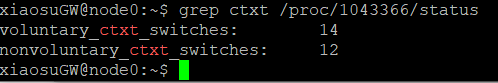 xiaosuGW@node0:~$ grep ctxt /proc/1043366/status
voluntary_ctxt_switches:        14
nonvoluntary_ctxt_switches:     12
xiaosuGW@node0:~$